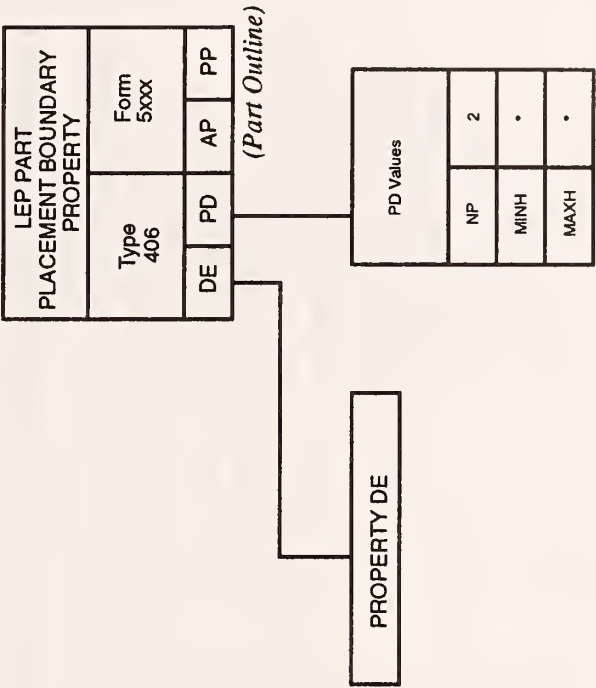 LEP PART
PLACEMENT BOUNDARY
PROPERTY
Type
406
Form
5xxx
DE
PD
AP
PP
(Part Outline)
PROPERTY DE
PD Values
NP
2
MINH
•
MAXH
•